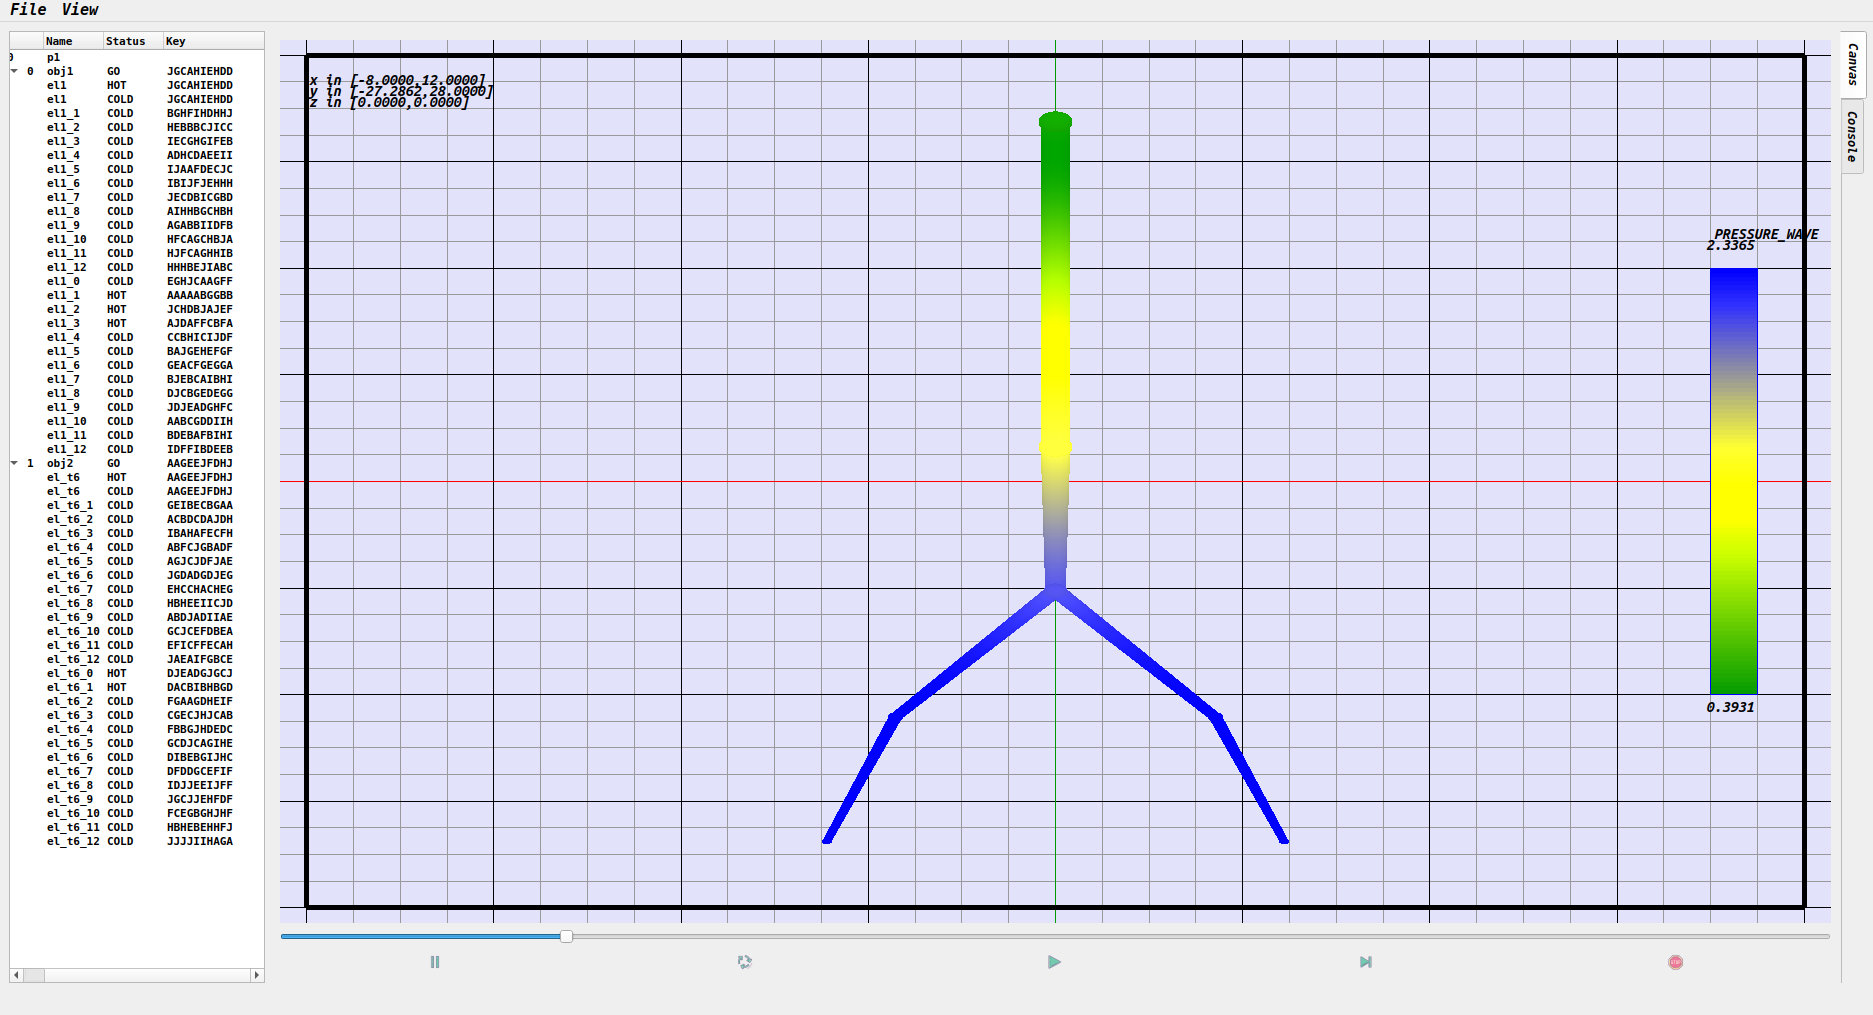 File View
Name Status Key
0 p1
0 obj1 GO JGCAHIEHDD
el1 HOT JGCAHIEHDD
el1 COLD JGCAHIEHDD
el1_1 COLD BGHFIHDHHJ
el1_2 COLD HEBBBCJICC
el1_3 COLD IECGHGIFEB
el1_4 COLD ADHCDAEEII
el1_5 COLD IJAAFDECJC
el1_6 COLD IBIJFJEHHH
el1_7 COLD JECDBICGBD
el1_8 COLD AIHHBGCHBH
el1_9 COLD AGABBIIDFB
el1_10 COLD HFCAGCHBJA
el1_11 COLD HJFCAGHHIB
el1_12 COLD HHHBEJIABC
el1_0 COLD EGHJCAAGFF
el1_1 HOT AAAAABGGBB
el1_2 HOT JCHDBJAJEF
el1_3 HOT AJDAFFCBFA
el1_4 COLD CCBHICIJDF
el1_5 COLD BAJGEHEFGF
el1_6 COLD GEACFGEGGA
el1_7 COLD BJEBCAIBHI
el1_8 COLD DJCBGEDEGG
el1_9 COLD JDJEADGHFC
el1_10 COLD AABCGDDIIH
el1_11 COLD BDEBAFBIHI
el1_12 COLD IDFFIBDEEB
1 obj2 GO AAGEEJFDHJ
el_t6 HOT AAGEEJFDHJ
el_t6 COLD AAGEEJFDHJ
el_t6_1 COLD GEIBECBGAA
el_t6_2 COLD ACBDCDAJDH
el_t6_3 COLD IBAHAFECFH
el_t6_4 COLD ABFCJGBADF
el_t6_5 COLD AGJCJDFJAE
el_t6_6 COLD JGDADGDJEG
el_t6_7 COLD EHCCHACHEG
el_t6_8 COLD HBHEEIICJD
el_t6_9 COLD ABDJADIIAE
el_t6_10 COLD GCJCEFDBEA
el_t6_11 COLD EFICFFECAH
el_t6_12 COLD JAEAIFGBCE
el_t6_0 HOT DJEADGJGCJ
el_t6_1 HOT DACBIBHBGD
el_t6_2 COLD FGAAGDHEIF
el_t6_3 COLD CGECJHJCAB
el_t6_4 COLD FBBGJHDEDC
el_t6_5 COLD GCDJCAGIHE
el_t6_6 COLD DIBEBGIJHC
el_t6_7 COLD DFDDGCEFIF
el_t6_8 COLD IDJJEEIJFF
el_t6_9 COLD JGCJJEHFDF
el_t6_10 COLD FCEGBGHJHF
el_t6_11 COLD HBHEBEHHFJ
el_t6_12 COLD JJJJIIHAGA
x in [-8.0000,12.0000]
y in [-27.2862,28.0000]
z in [0.0000,0.0000]
PRESSURE_WAVE
2.3365
0.3931
Canvas
Console
STOP